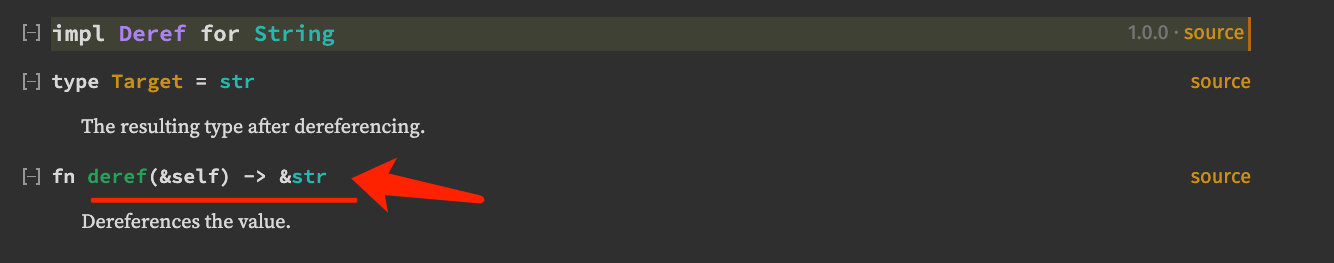 [−] impl Deref for String 1.0.0 · source
[−] type Target = str source
The resulting type after dereferencing.
[−] fn deref(&self) -> &str source
Dereferences the value.